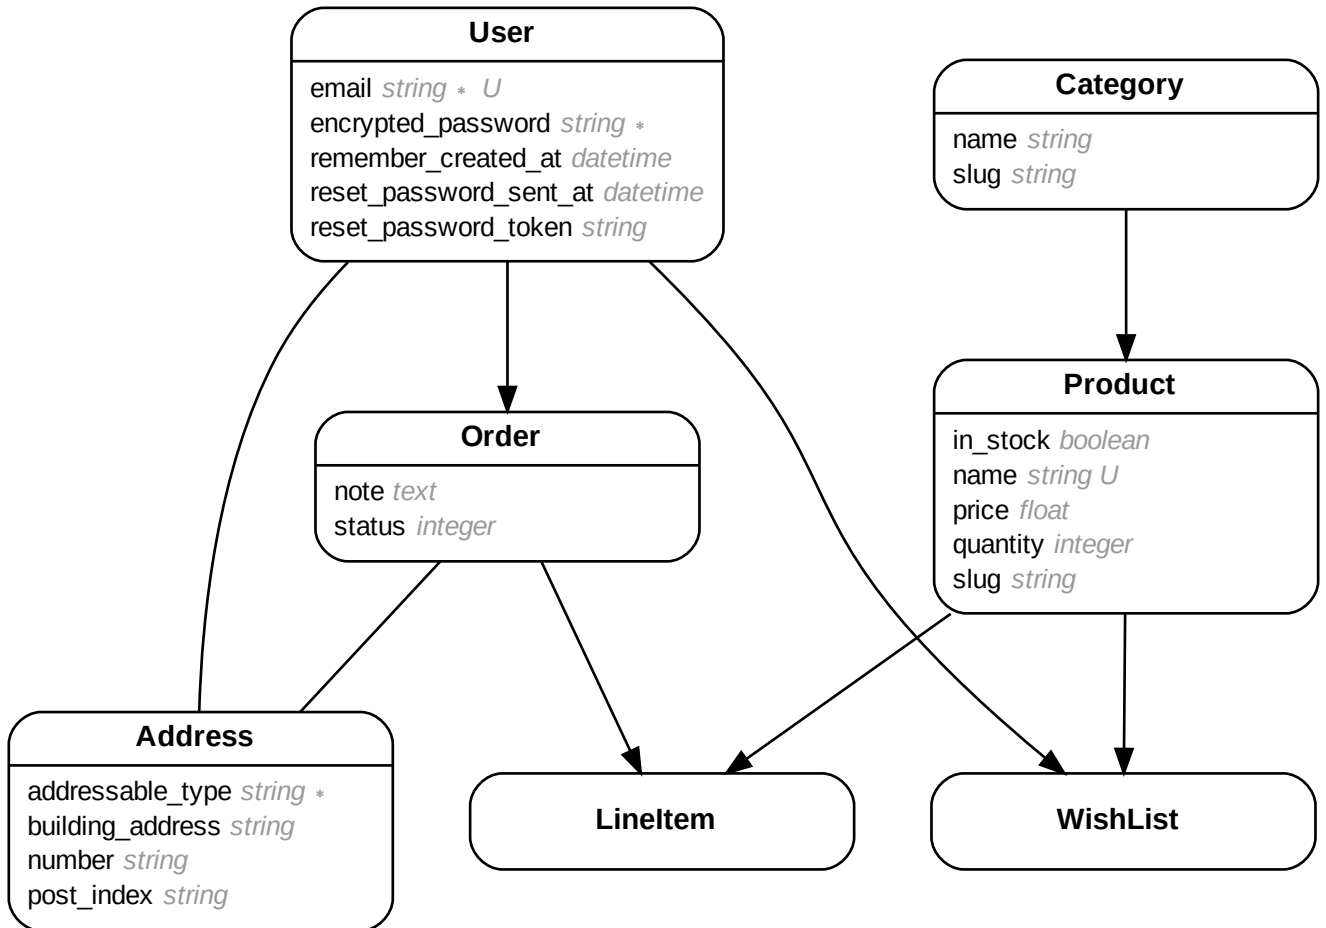 User
email string * U
encrypted_password string *
remember_created_at datetime
reset_password_sent_at datetime
reset_password_token string
Category
name string
slug string
Order
note text
status integer
Product
in_stock boolean
name string U
price float
quantity integer
slug string
Address
addressable_type string *
building_address string
number string
post_index string
LineItem
WishList